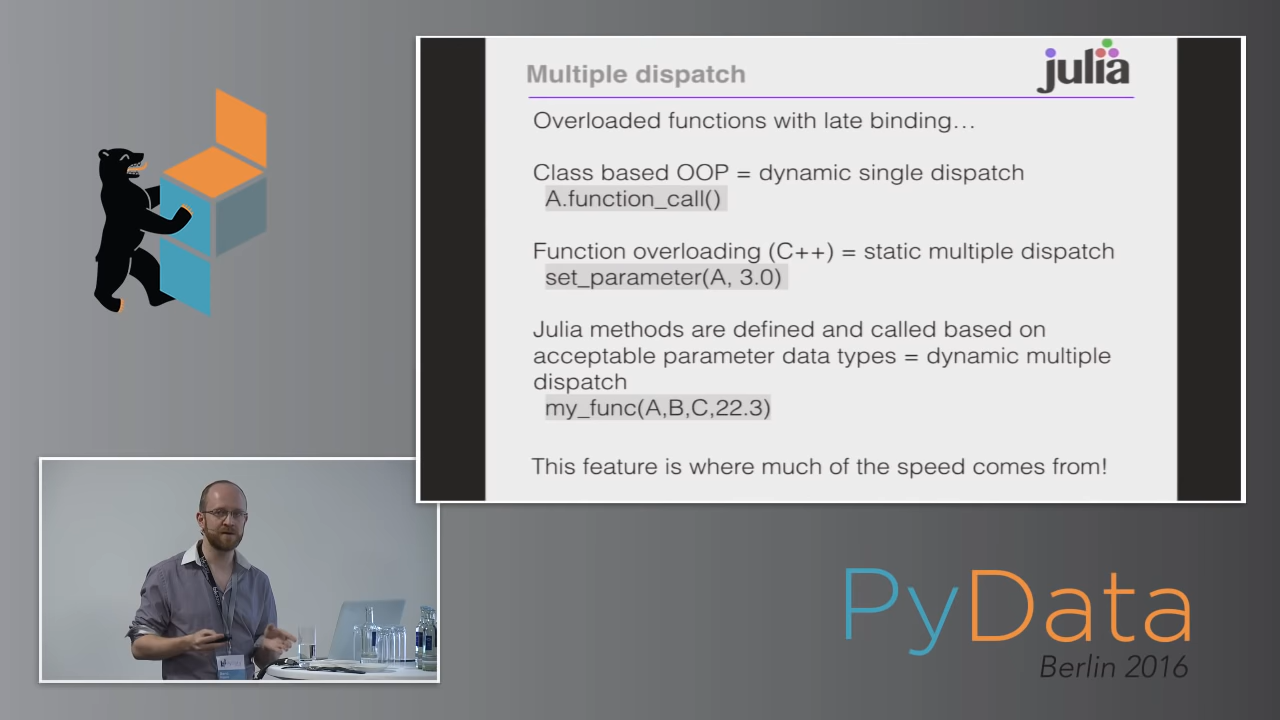 Multiple dispatch
julia
Overloaded functions with late binding…
Class based OOP = dynamic single dispatch
A.function_call()
Function overloading (C++) = static multiple dispatch
set_parameter(A, 3.0)
Julia methods are defined and called based on
acceptable parameter data types = dynamic multiple
dispatch
my_func(A,B,C,22.3)
This feature is where much of the speed comes from!
PyData
Berlin 2016